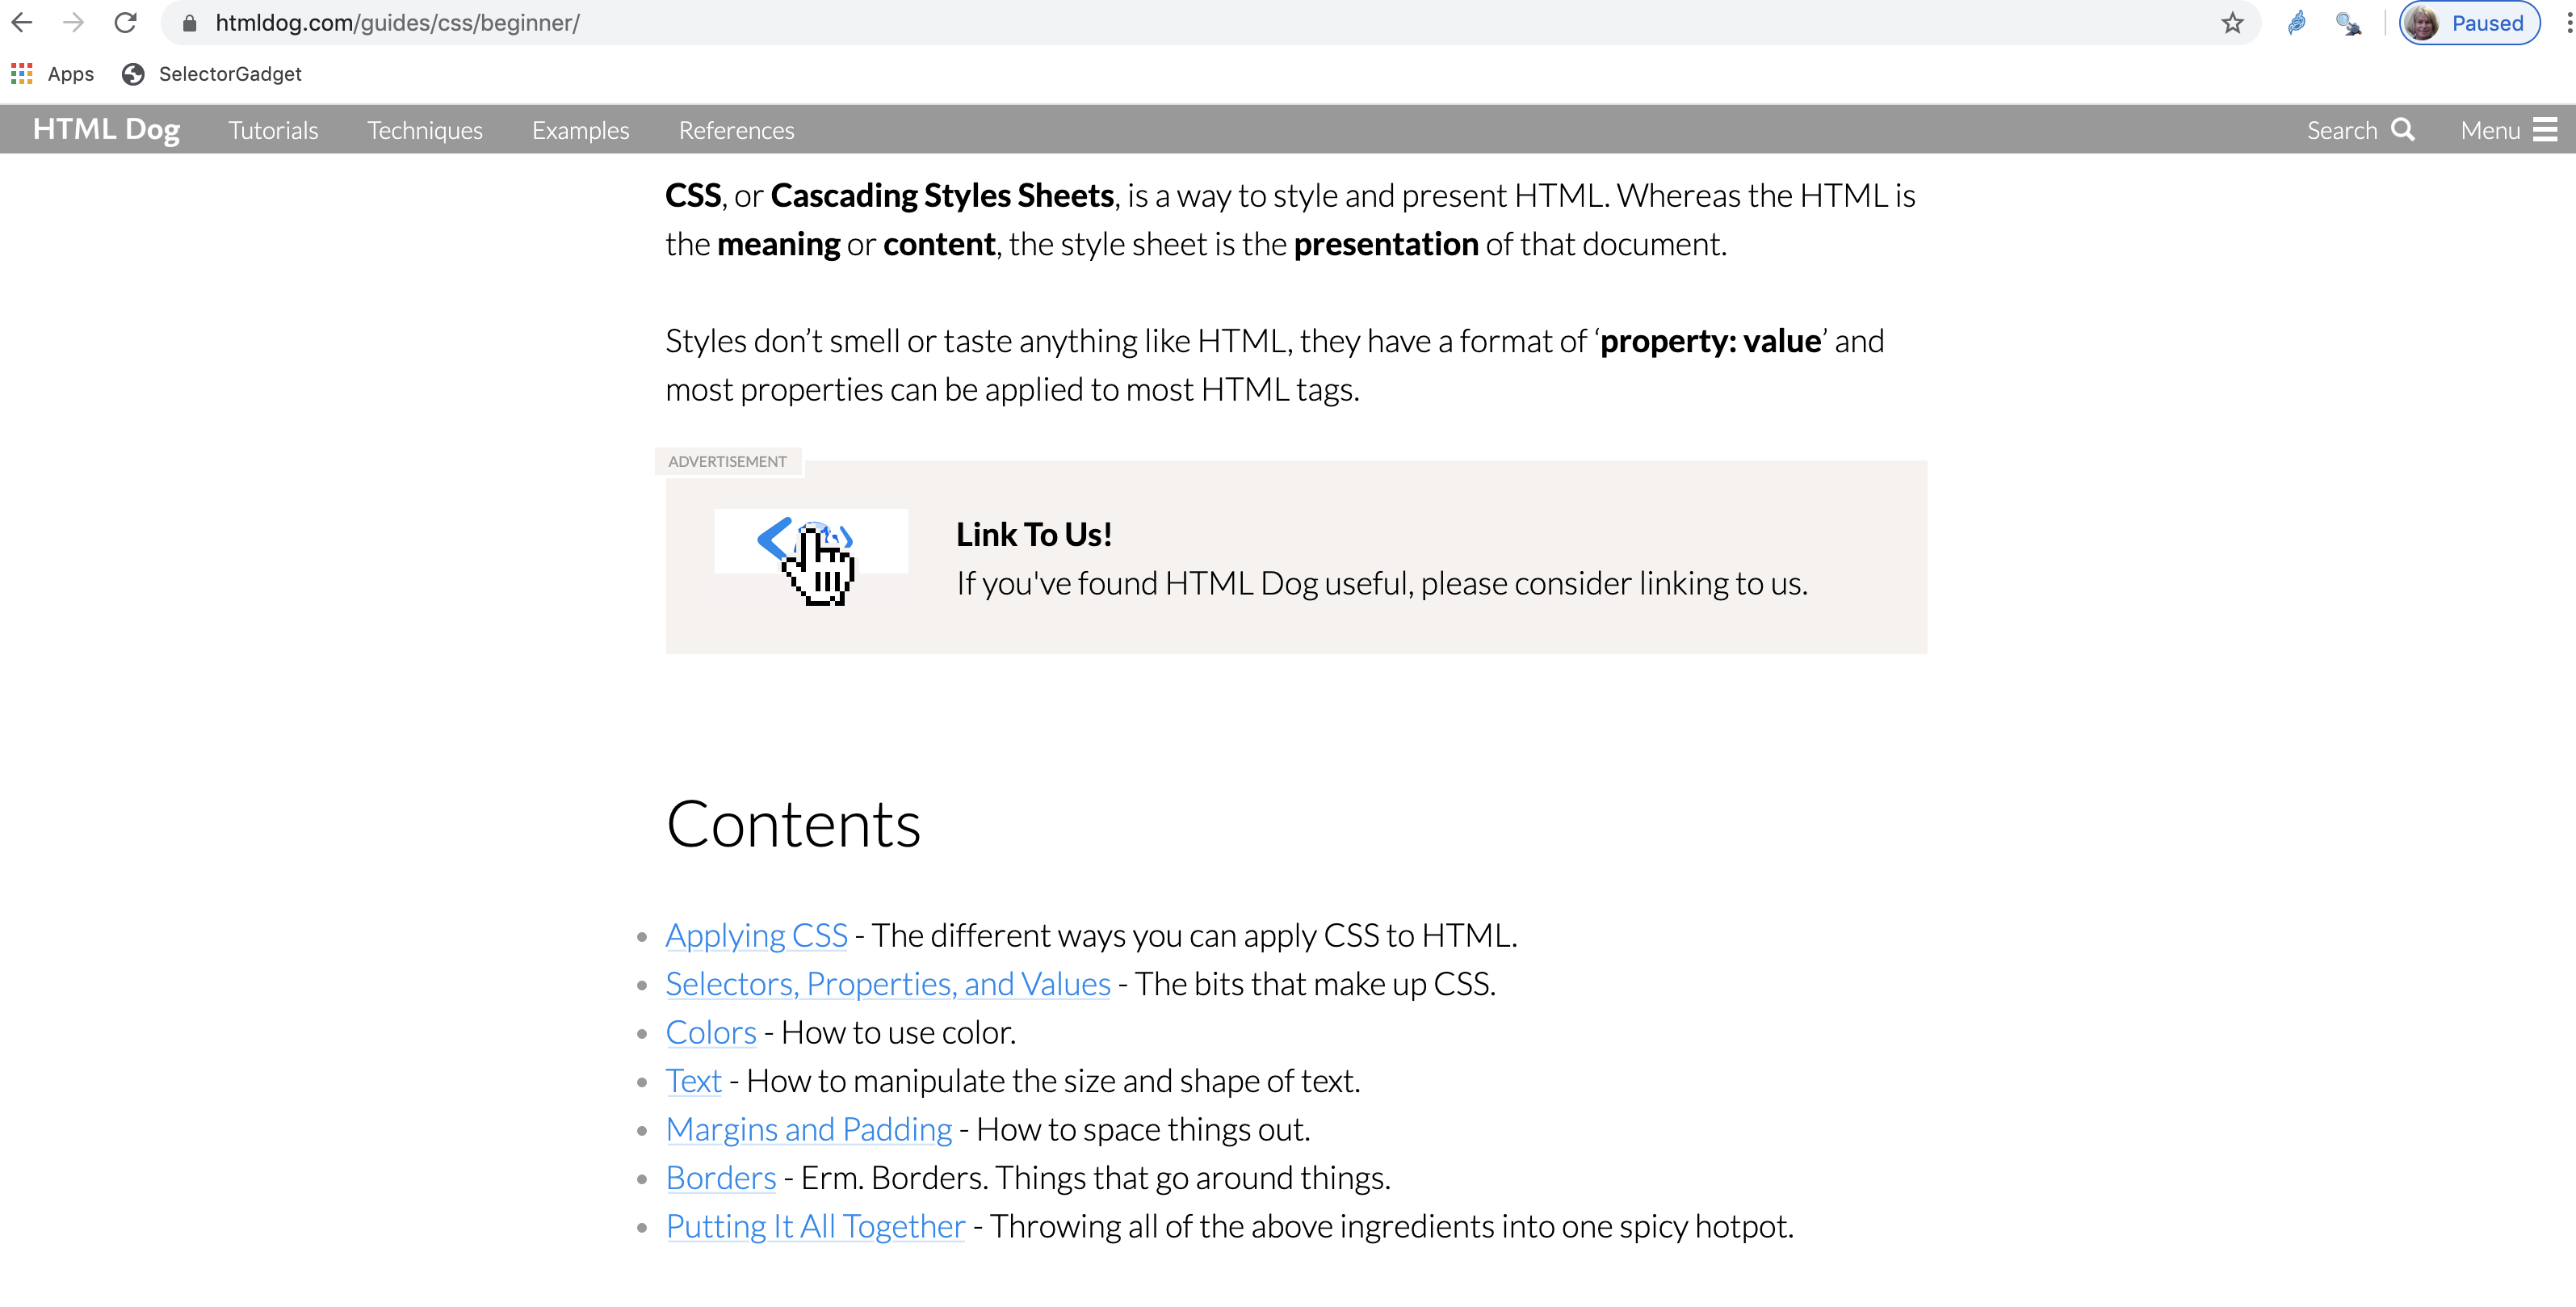 htmldog.com/guides/css/beginner/
Paused
Apps
SelectorGadget
HTML Dog Tutorials Techniques Examples References Search Menu
CSS, or Cascading Styles Sheets, is a way to style and present HTML. Whereas the HTML is
the meaning or content, the style sheet is the presentation of that document.
Styles don’t smell or taste anything like HTML, they have a format of ‘property: value’ and
most properties can be applied to most HTML tags.
ADVERTISEMENT
Link To Us!
If you've found HTML Dog useful, please consider linking to us.
Contents
• Applying CSS - The different ways you can apply CSS to HTML.
• Selectors, Properties, and Values - The bits that make up CSS.
• Colors - How to use color.
• Text - How to manipulate the size and shape of text.
• Margins and Padding - How to space things out.
• Borders - Erm. Borders. Things that go around things.
• Putting It All Together - Throwing all of the above ingredients into one spicy hotpot.